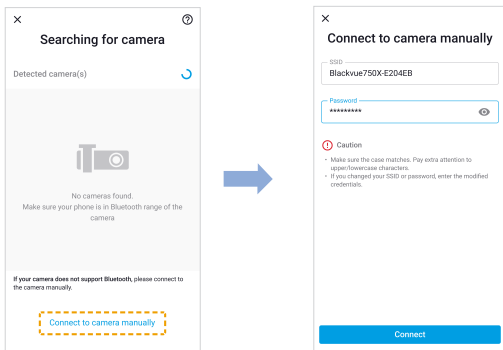 Searching for camera
Detected camera(s)
No cameras found.
Make sure your phone is in Bluetooth range of the
camera
If your camera does not support Bluetooth, please connect to
the camera manually.
Connect to camera manually
Connect to camera manually
SSID
Blackvue750X-E204EB
Password
*********
Caution
• Make sure the case matches. Pay extra attention to
upper/lowercase characters.
• If you changed your SSID or password, enter the modified
credentials.
Connect